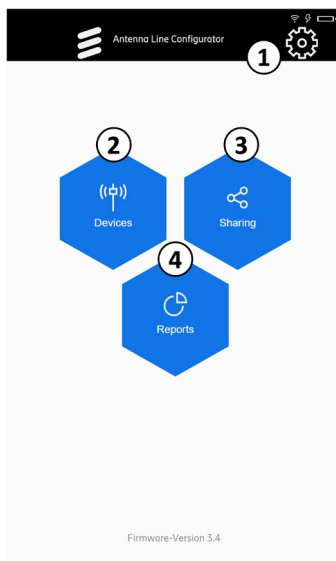 Antenna Line Configurator
1
2
3
Devices
Sharing
4
Reports
Firmware-Version 3.4